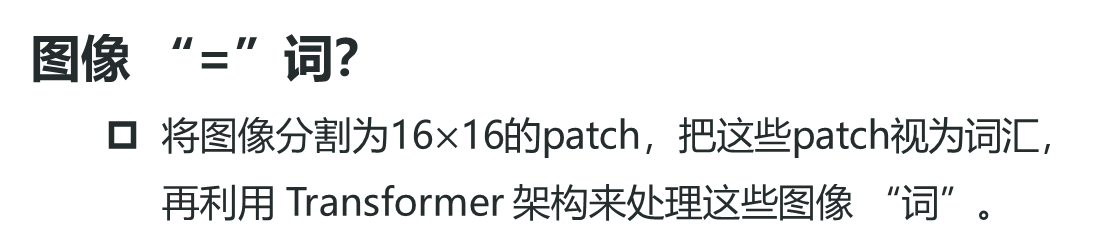 图像 “=”词?
将图像分割为16×16的patch，把这些patch视为词汇，
再利用 Transformer 架构来处理这些图像 “词”。